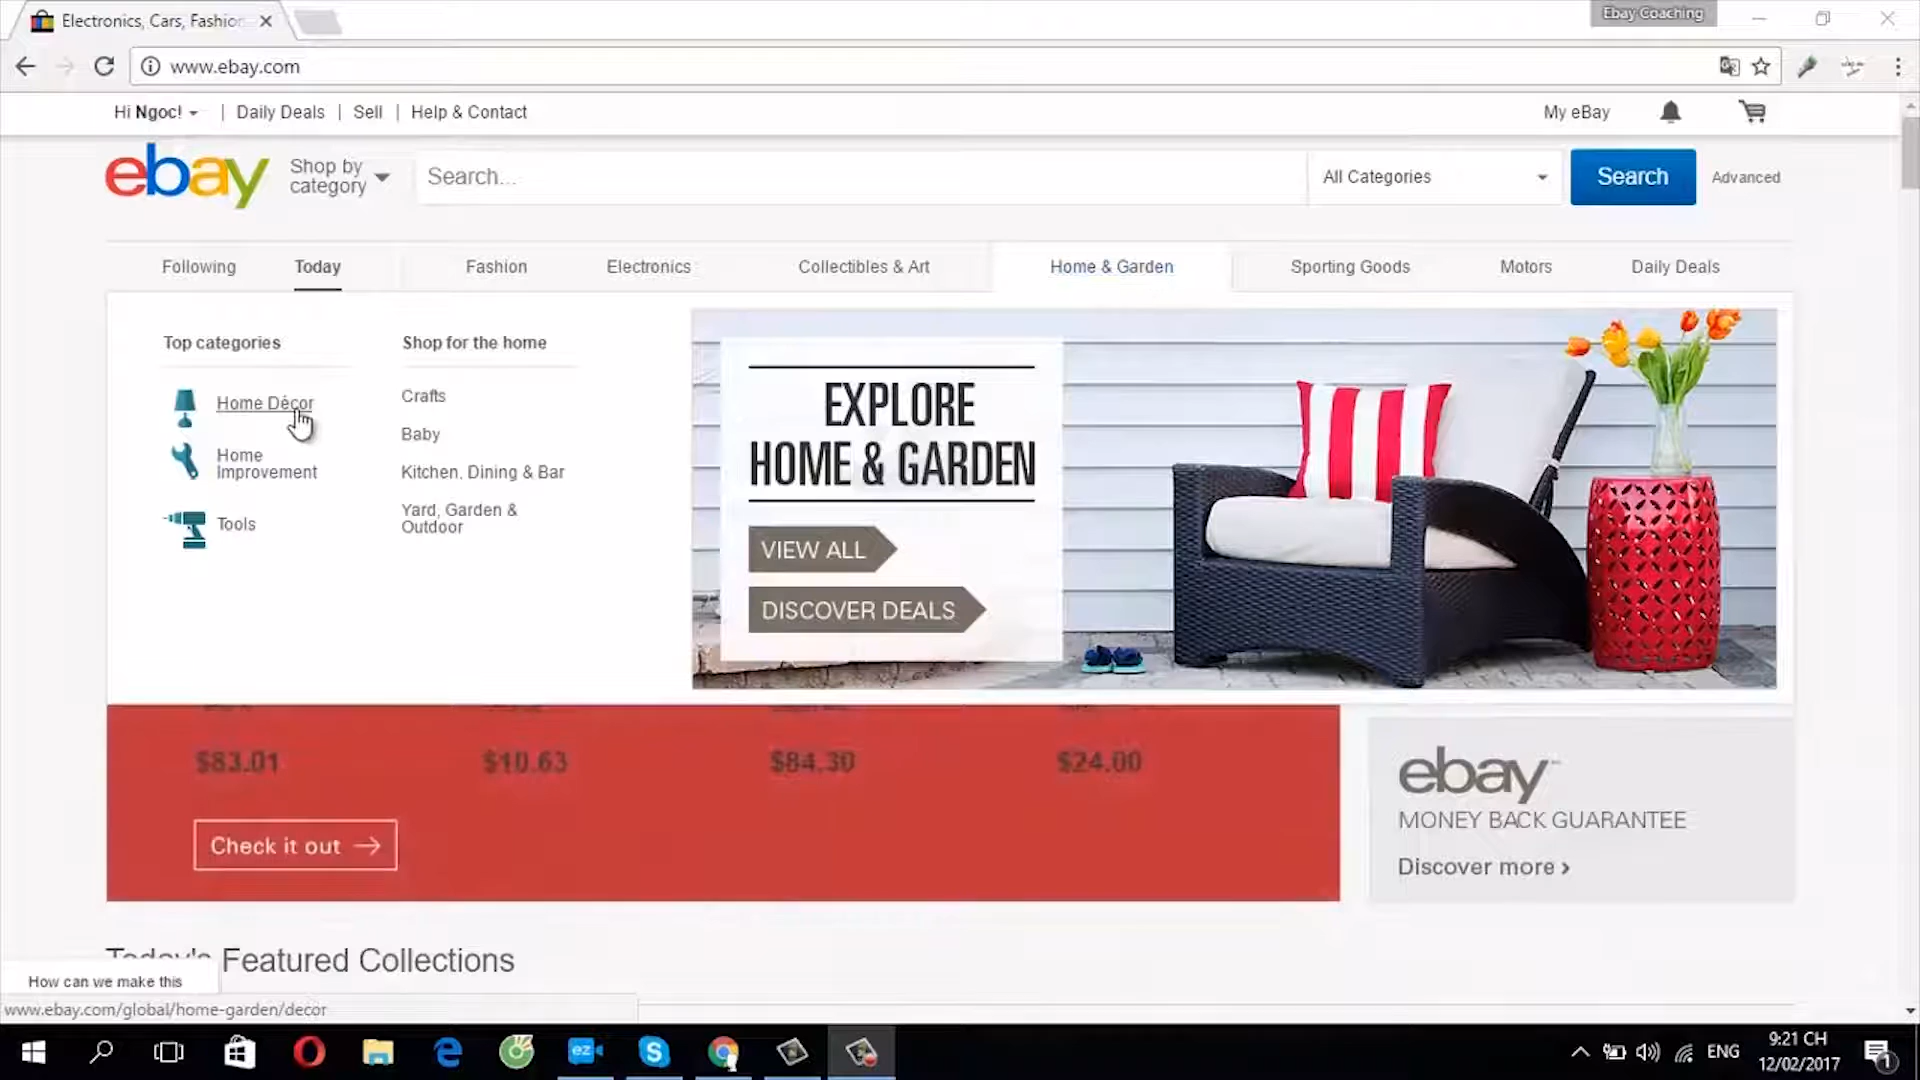 Electronics, Cars, Fashion
Ebay Coaching
www.ebay.com
Hi Ngoc! | Daily Deals | Sell | Help & Contact
My eBay
ebay
Shop by
category
Search...
All Categories
Search
Advanced
Following
Today
Fashion
Electronics
Collectibles & Art
Home & Garden
Sporting Goods
Motors
Daily Deals
Top categories
Home Décor
Home
Improvement
Tools
Shop for the home
Crafts
Baby
Kitchen, Dining & Bar
Yard, Garden &
Outdoor
EXPLORE
HOME & GARDEN
VIEW ALL
DISCOVER DEALS
$83.01
$10.63
$84.30
$24.00
Check it out
ebay
MONEY BACK GUARANTEE
Discover more ›
Today's Featured Collections
How can we make this
www.ebay.com/global/home-garden/decor
ez
ENG
9:21 CH
12/02/2017
1